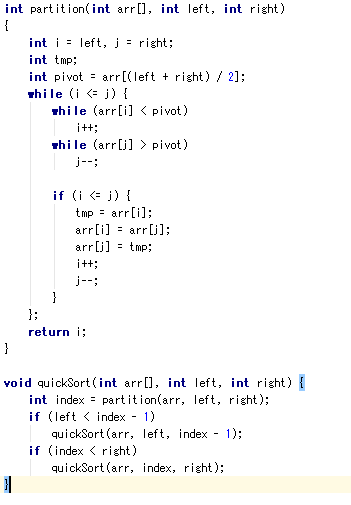 int partition(int arr[], int left, int right)
{
    int i = left, j = right;
    int tmp;
    int pivot = arr[(left + right) / 2];
    while (i <= j) {
        while (arr[i] < pivot)
            i++;
        while (arr[j] > pivot)
            j--;

        if (i <= j) {
            tmp = arr[i];
            arr[i] = arr[j];
            arr[j] = tmp;
            i++;
            j--;
        }
    };
    return i;
}

void quickSort(int arr[], int left, int right) {
    int index = partition(arr, left, right);
    if (left < index - 1)
        quickSort(arr, left, index - 1);
    if (index < right)
        quickSort(arr, index, right);
}